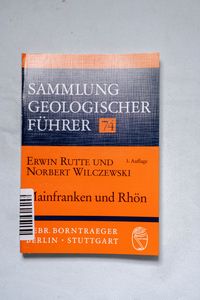 SAMMLUNG
GEOLOGISCHER
FÜHRER 74
ERWIN RUTTE UND
NORBERT WILCZEWSKI
3. Auflage
Mainfranken und Rhön
GEBR. BORNTRAEGER
BERLIN · STUTTGART